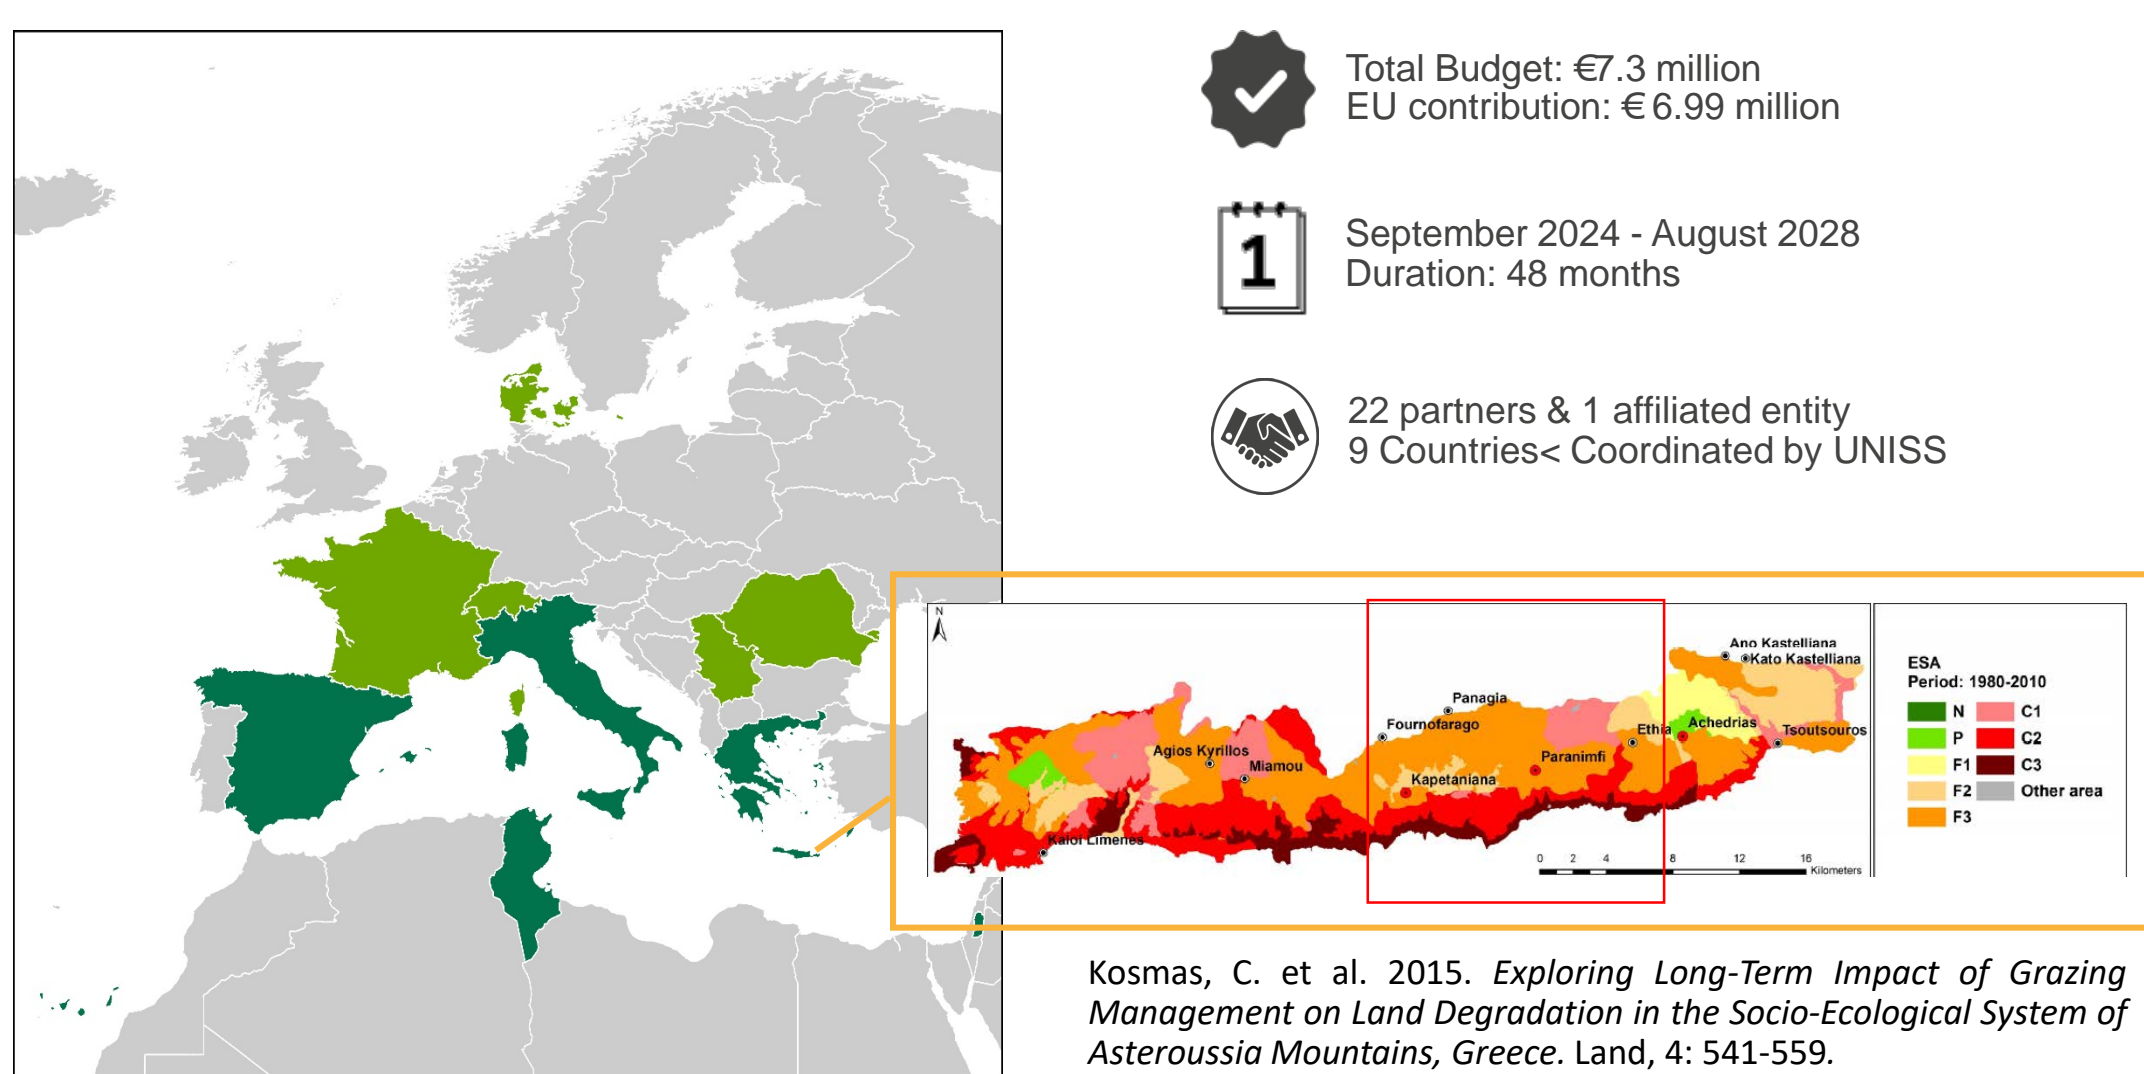 Total Budget: €7.3 million
EU contribution: € 6.99 million
1
September 2024 - August 2028
Duration: 48 months
22 partners & 1 affiliated entity
9 Countries< Coordinated by UNISS
N
Ano Kastelliana
Kato Kastelliana
Panagia
Fournofarago
Ethia
Achedrias
Tsoutsouros
Agios Kyrillos
Miamou
Paranimfi
Kapetaniana
Kaloi Limenes
0 2 4 8 12 16
Kilometers
ESA
Period: 1980-2010
N C1
P C2
F1 C3
F2 Other area
F3
Kosmas, C. et al. 2015. Exploring Long-Term Impact of Grazing
Management on Land Degradation in the Socio-Ecological System of
Asteroussia Mountains, Greece. Land, 4: 541-559.